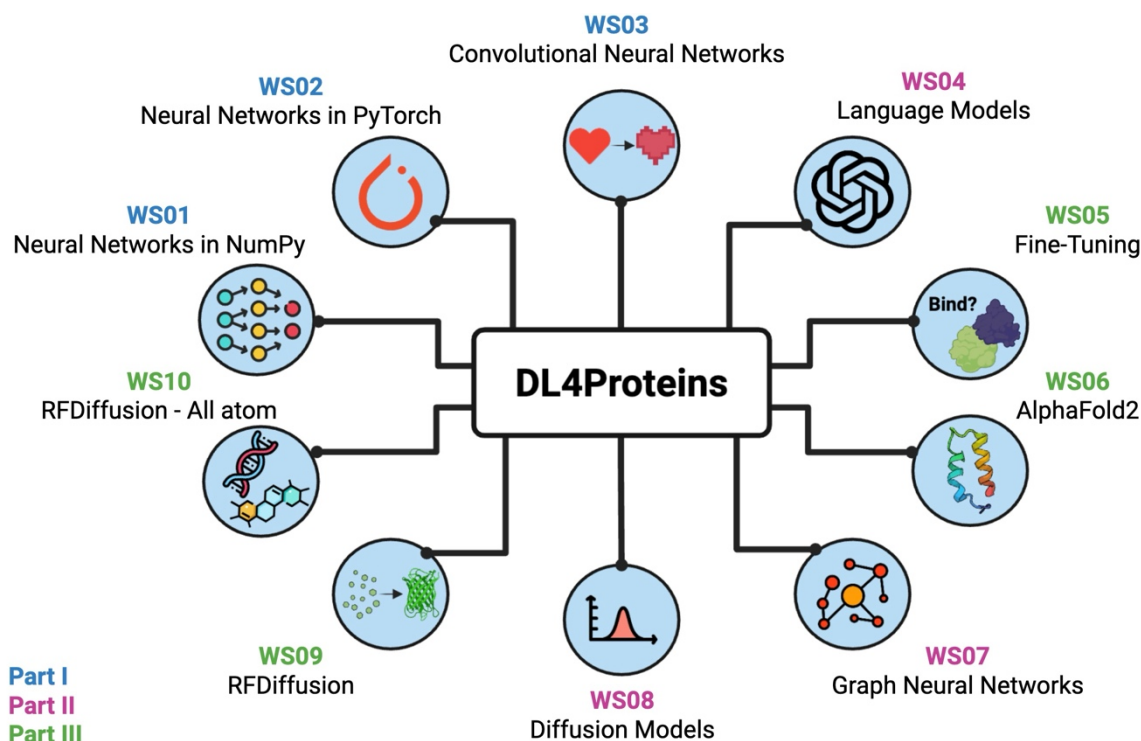 WS03
Convolutional Neural Networks
WS02
Neural Networks in PyTorch
WS04
Language Models
WS01
Neural Networks in NumPy
WS05
Fine-Tuning
Bind?
DL4Proteins
WS10
RFDiffusion - All atom
WS06
AlphaFold2
WS09
RFDiffusion
WS08
Diffusion Models
WS07
Graph Neural Networks
Part I
Part II
Part III